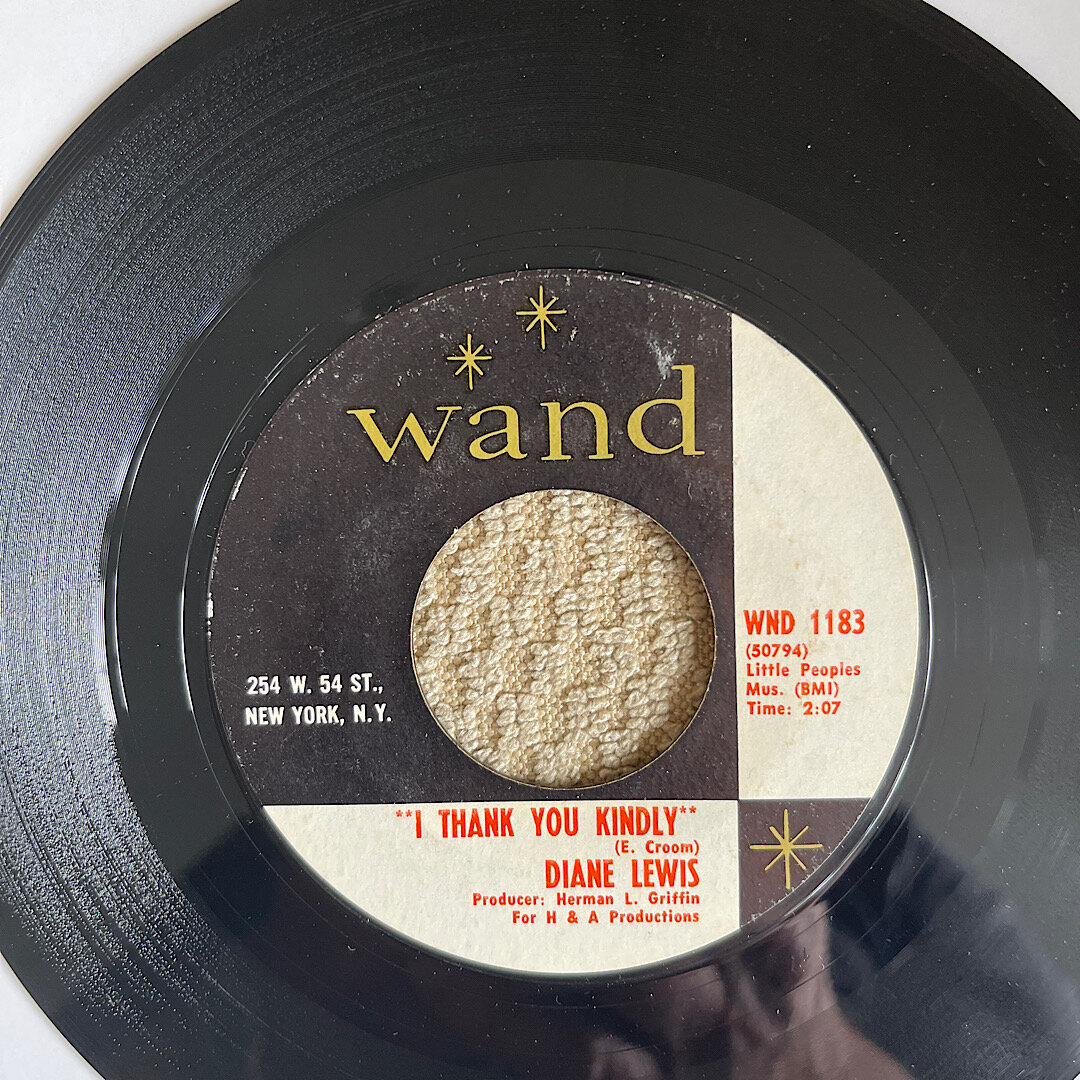 wand
254 W. 54 ST.,
NEW YORK, N.Y.
WND 1183
(50794)
Little Peoples
Mus. (BMI)
Time: 2:07
"I THANK YOU KINDLY"
(E. Croom)
DIANE LEWIS
Producer: Herman L. Griffin
For H & A Productions